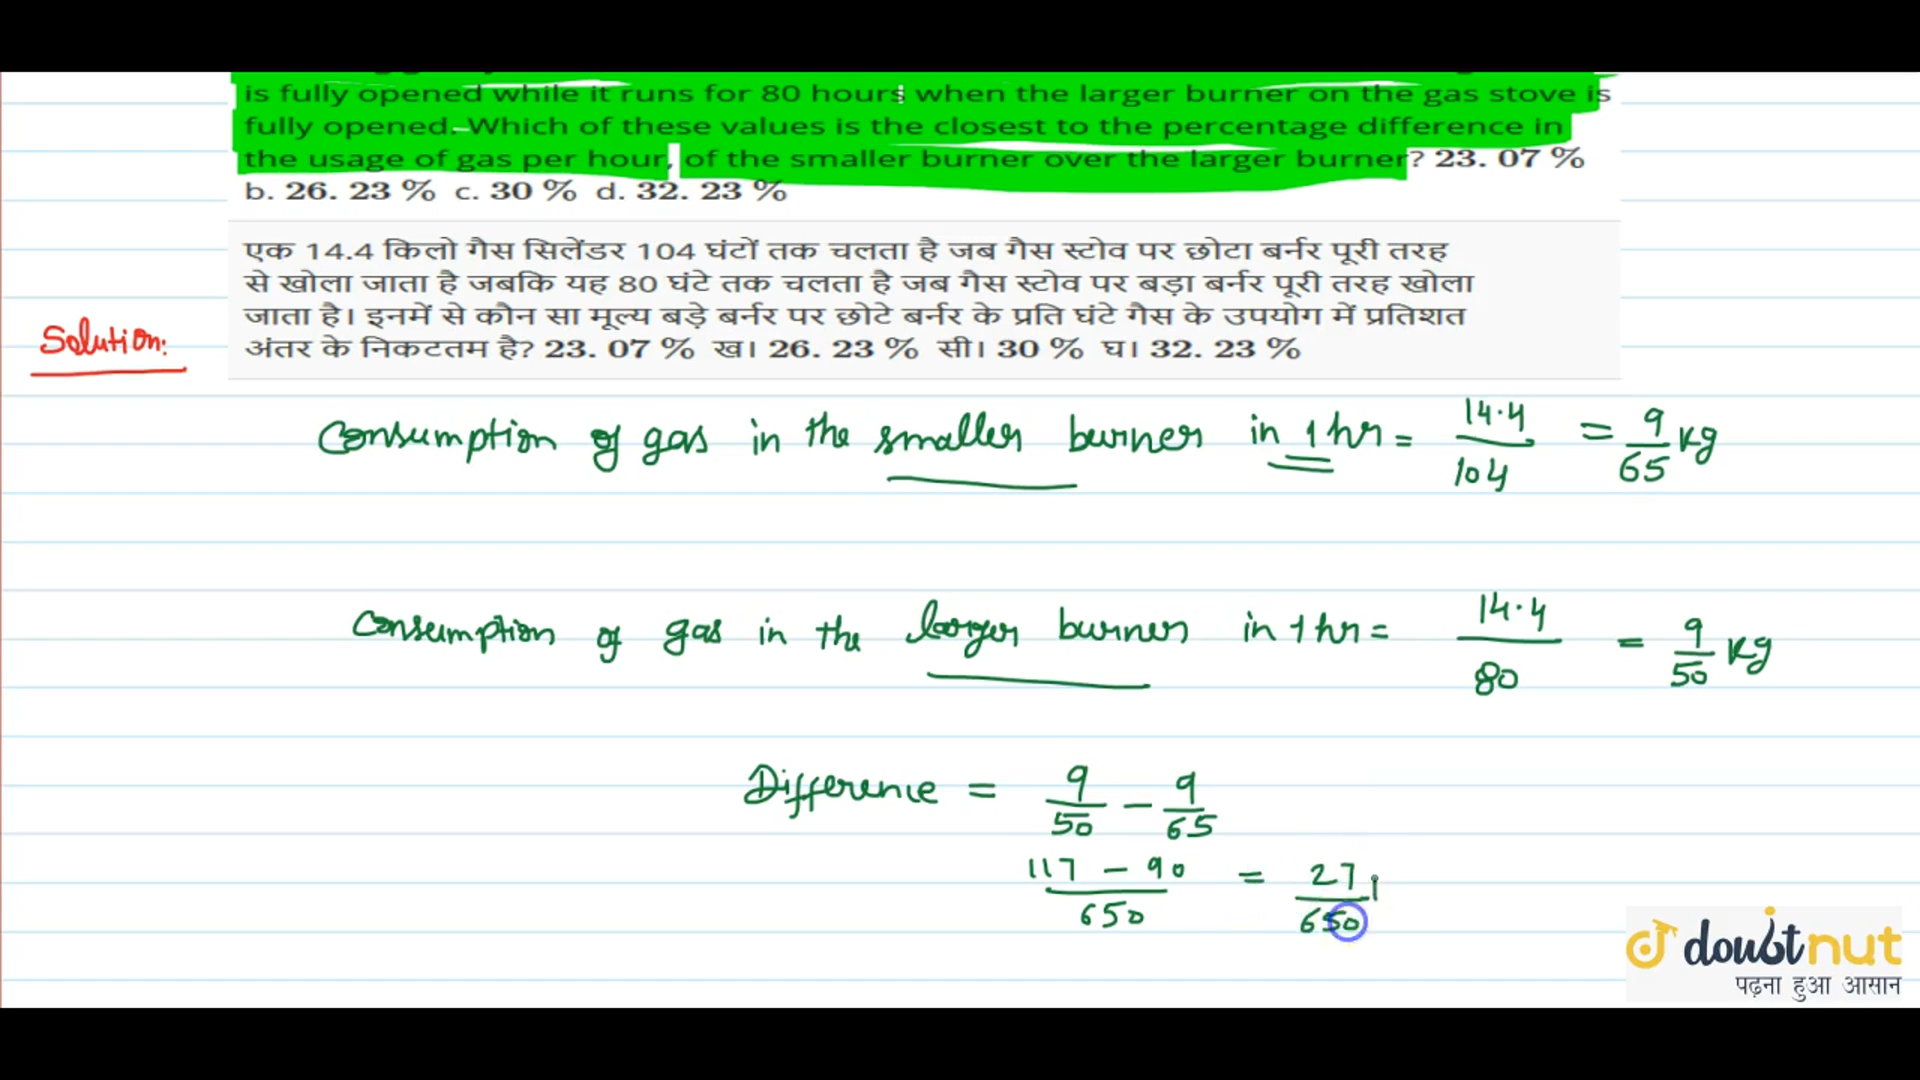 is fully opened while it runs for 80 hours when the larger burner on the gas stove is
fully opened. Which of these values is the closest to the percentage difference in
the usage of gas per hour, of the smaller burner over the larger burner? 23. 07 %
b. 26. 23 % c. 30 % d. 32. 23 %
एक 14.4 किलो गैस सिलेंडर 104 घंटों तक चलता है जब गैस स्टोव पर छोटा बर्नर पूरी तरह
से खोला जाता है जबकि यह 80 घंटे तक चलता है जब गैस स्टोव पर बड़ा बर्नर पूरी तरह खोला
जाता है। इनमें से कौन सा मूल्य बड़े बर्नर पर छोटे बर्नर के प्रति घंटे गैस के उपयोग में प्रतिशत
अंतर के निकटतम है? 23. 07 % ख। 26. 23 % सी। 30 % घ। 32. 23 %
Solution:
Consumption of gas in the smaller burner in 1 hr = 14.4/104 = 9/65 kg
Consumption of gas in the larger burner in 1 hr = 14.4/80 = 9/50 kg
Difference = 9/50 - 9/65
117 - 90/650 = 27/650
doubtnut
पढ़ना हुआ आसान